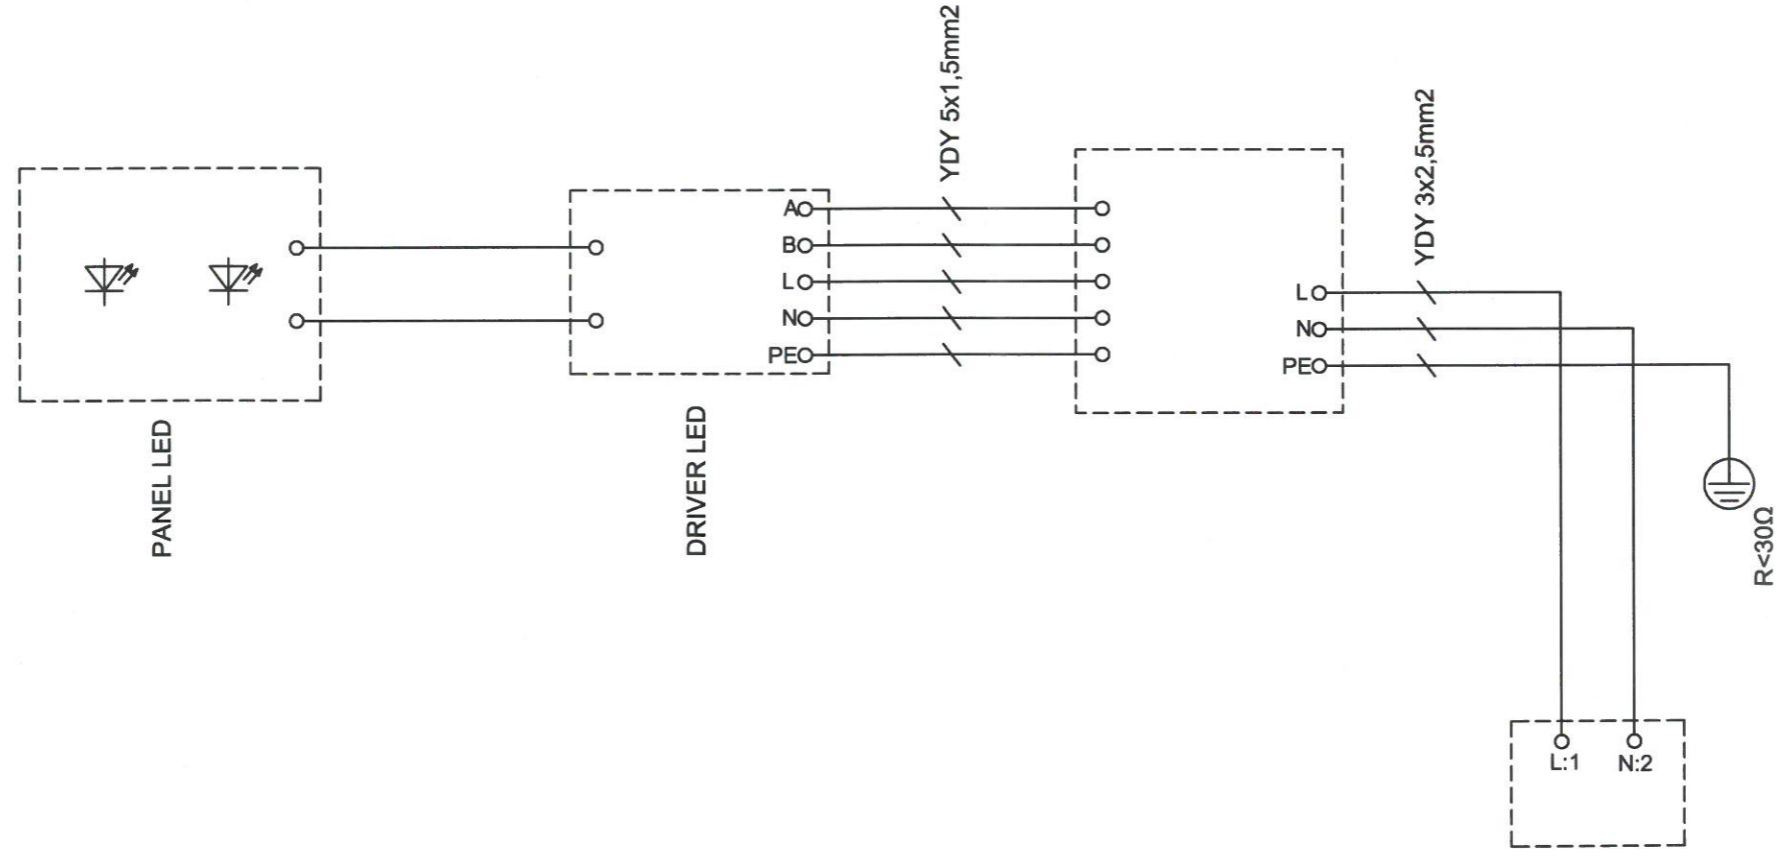 YDY 5x1,5mm2
YDY 3x2,5mm2
A
B
L
N
PE
L
N
PE
PANEL LED
DRIVER LED
R<30Ω
L:1
N:2